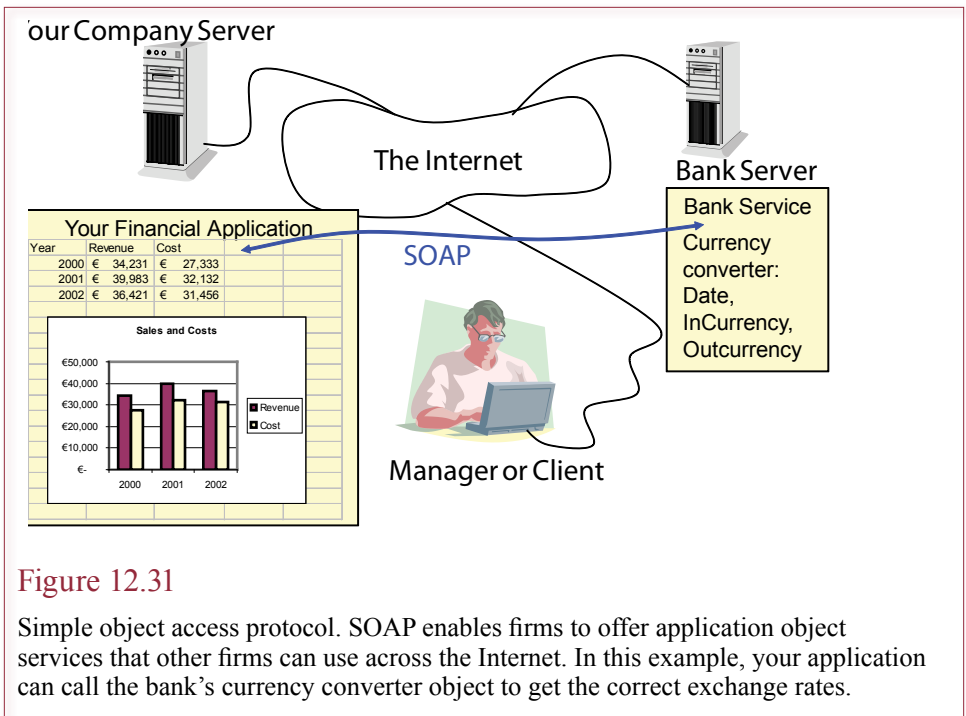 our Company Server
The Internet
Bank Server
Bank Service
Currency
converter:
Date,
InCurrency,
Outcurrency
SOAP
Your Financial Application
Year Revenue Cost
2000 € 34,231 € 27,333
2001 € 39,983 € 32,132
2002 € 36,421 € 31,456
Sales and Costs
€50,000
€40,000
€30,000
€20,000
€10,000
€-
2000 2001 2002
Revenue
Cost
Manager or Client
Figure 12.31
Simple object access protocol. SOAP enables firms to offer application object
services that other firms can use across the Internet. In this example, your application
can call the bank’s currency converter object to get the correct exchange rates.